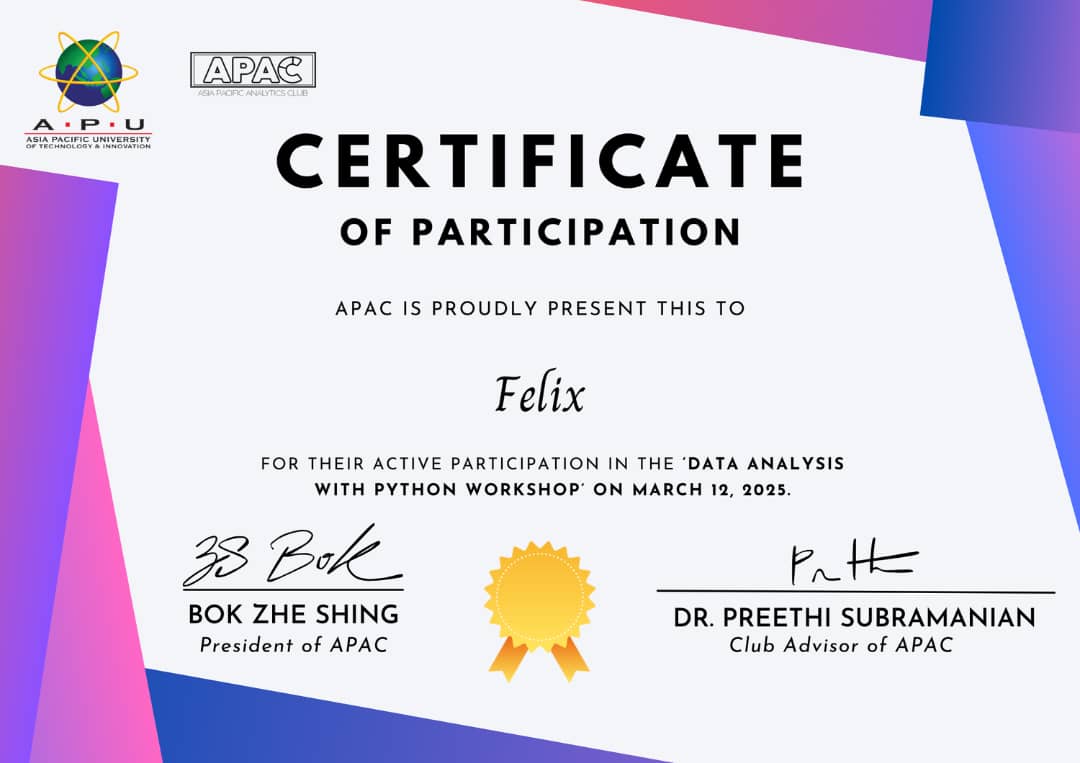 A·P·U
ASIA PACIFIC UNIVERSITY
OF TECHNOLOGY & INNOVATION
APAC
ASIA PACIFIC ANALYTICS CLUB
CERTIFICATE
OF PARTICIPATION
APAC IS PROUDLY PRESENT THIS TO
Felix
FOR THEIR ACTIVE PARTICIPATION IN THE 'DATA ANALYSIS
WITH PYTHON WORKSHOP' ON MARCH 12, 2025.
ZS Bok
BOK ZHE SHING
President of APAC
DR. PREETHI SUBRAMANIAN
Club Advisor of APAC